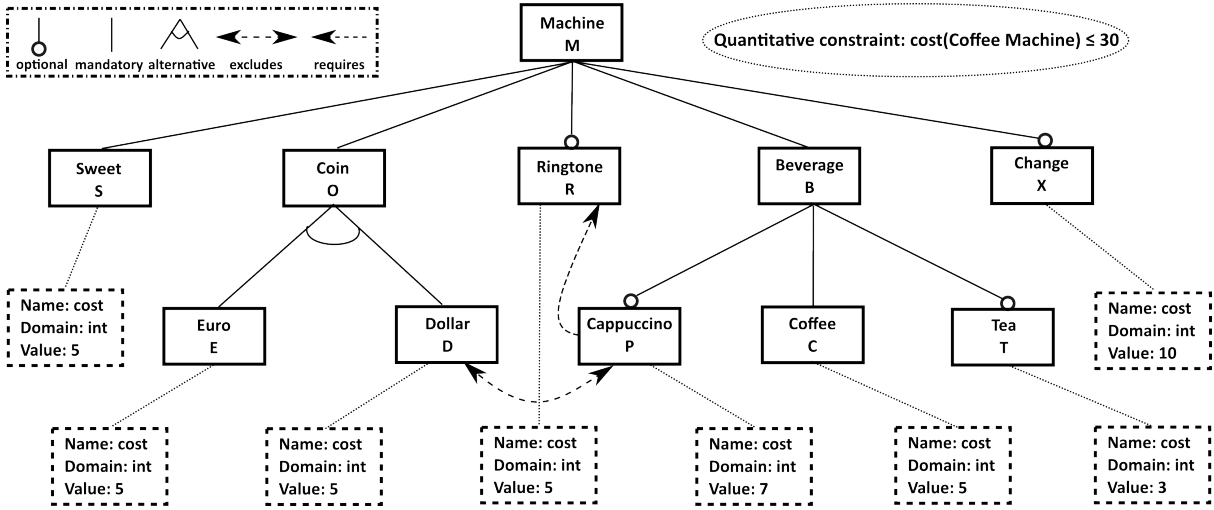 Machine
M
Quantitative constraint: cost(Coffee Machine) ≤ 30
optional mandatory alternative excludes requires
Sweet
S
Coin
O
Ringtone
R
Beverage
B
Change
X
Name: cost
Domain: int
Value: 5
Euro
E
Dollar
D
Cappuccino
P
Coffee
C
Tea
T
Name: cost
Domain: int
Value: 10
Name: cost
Domain: int
Value: 5
Name: cost
Domain: int
Value: 5
Name: cost
Domain: int
Value: 5
Name: cost
Domain: int
Value: 7
Name: cost
Domain: int
Value: 5
Name: cost
Domain: int
Value: 3